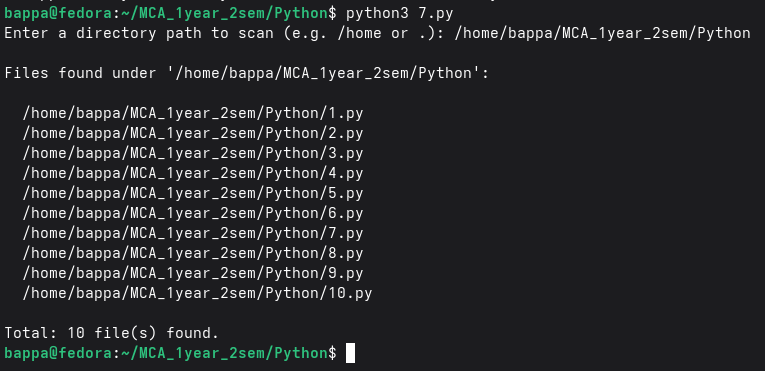 bappa@fedora:~/MCA_1year_2sem/Python$ python3 7.py
Enter a directory path to scan (e.g. /home or .): /home/bappa/MCA_1year_2sem/Python
Files found under '/home/bappa/MCA_1year_2sem/Python':
/home/bappa/MCA_1year_2sem/Python/1.py
/home/bappa/MCA_1year_2sem/Python/2.py
/home/bappa/MCA_1year_2sem/Python/3.py
/home/bappa/MCA_1year_2sem/Python/4.py
/home/bappa/MCA_1year_2sem/Python/5.py
/home/bappa/MCA_1year_2sem/Python/6.py
/home/bappa/MCA_1year_2sem/Python/7.py
/home/bappa/MCA_1year_2sem/Python/8.py
/home/bappa/MCA_1year_2sem/Python/9.py
/home/bappa/MCA_1year_2sem/Python/10.py
Total: 10 file(s) found.
bappa@fedora:~/MCA_1year_2sem/Python$